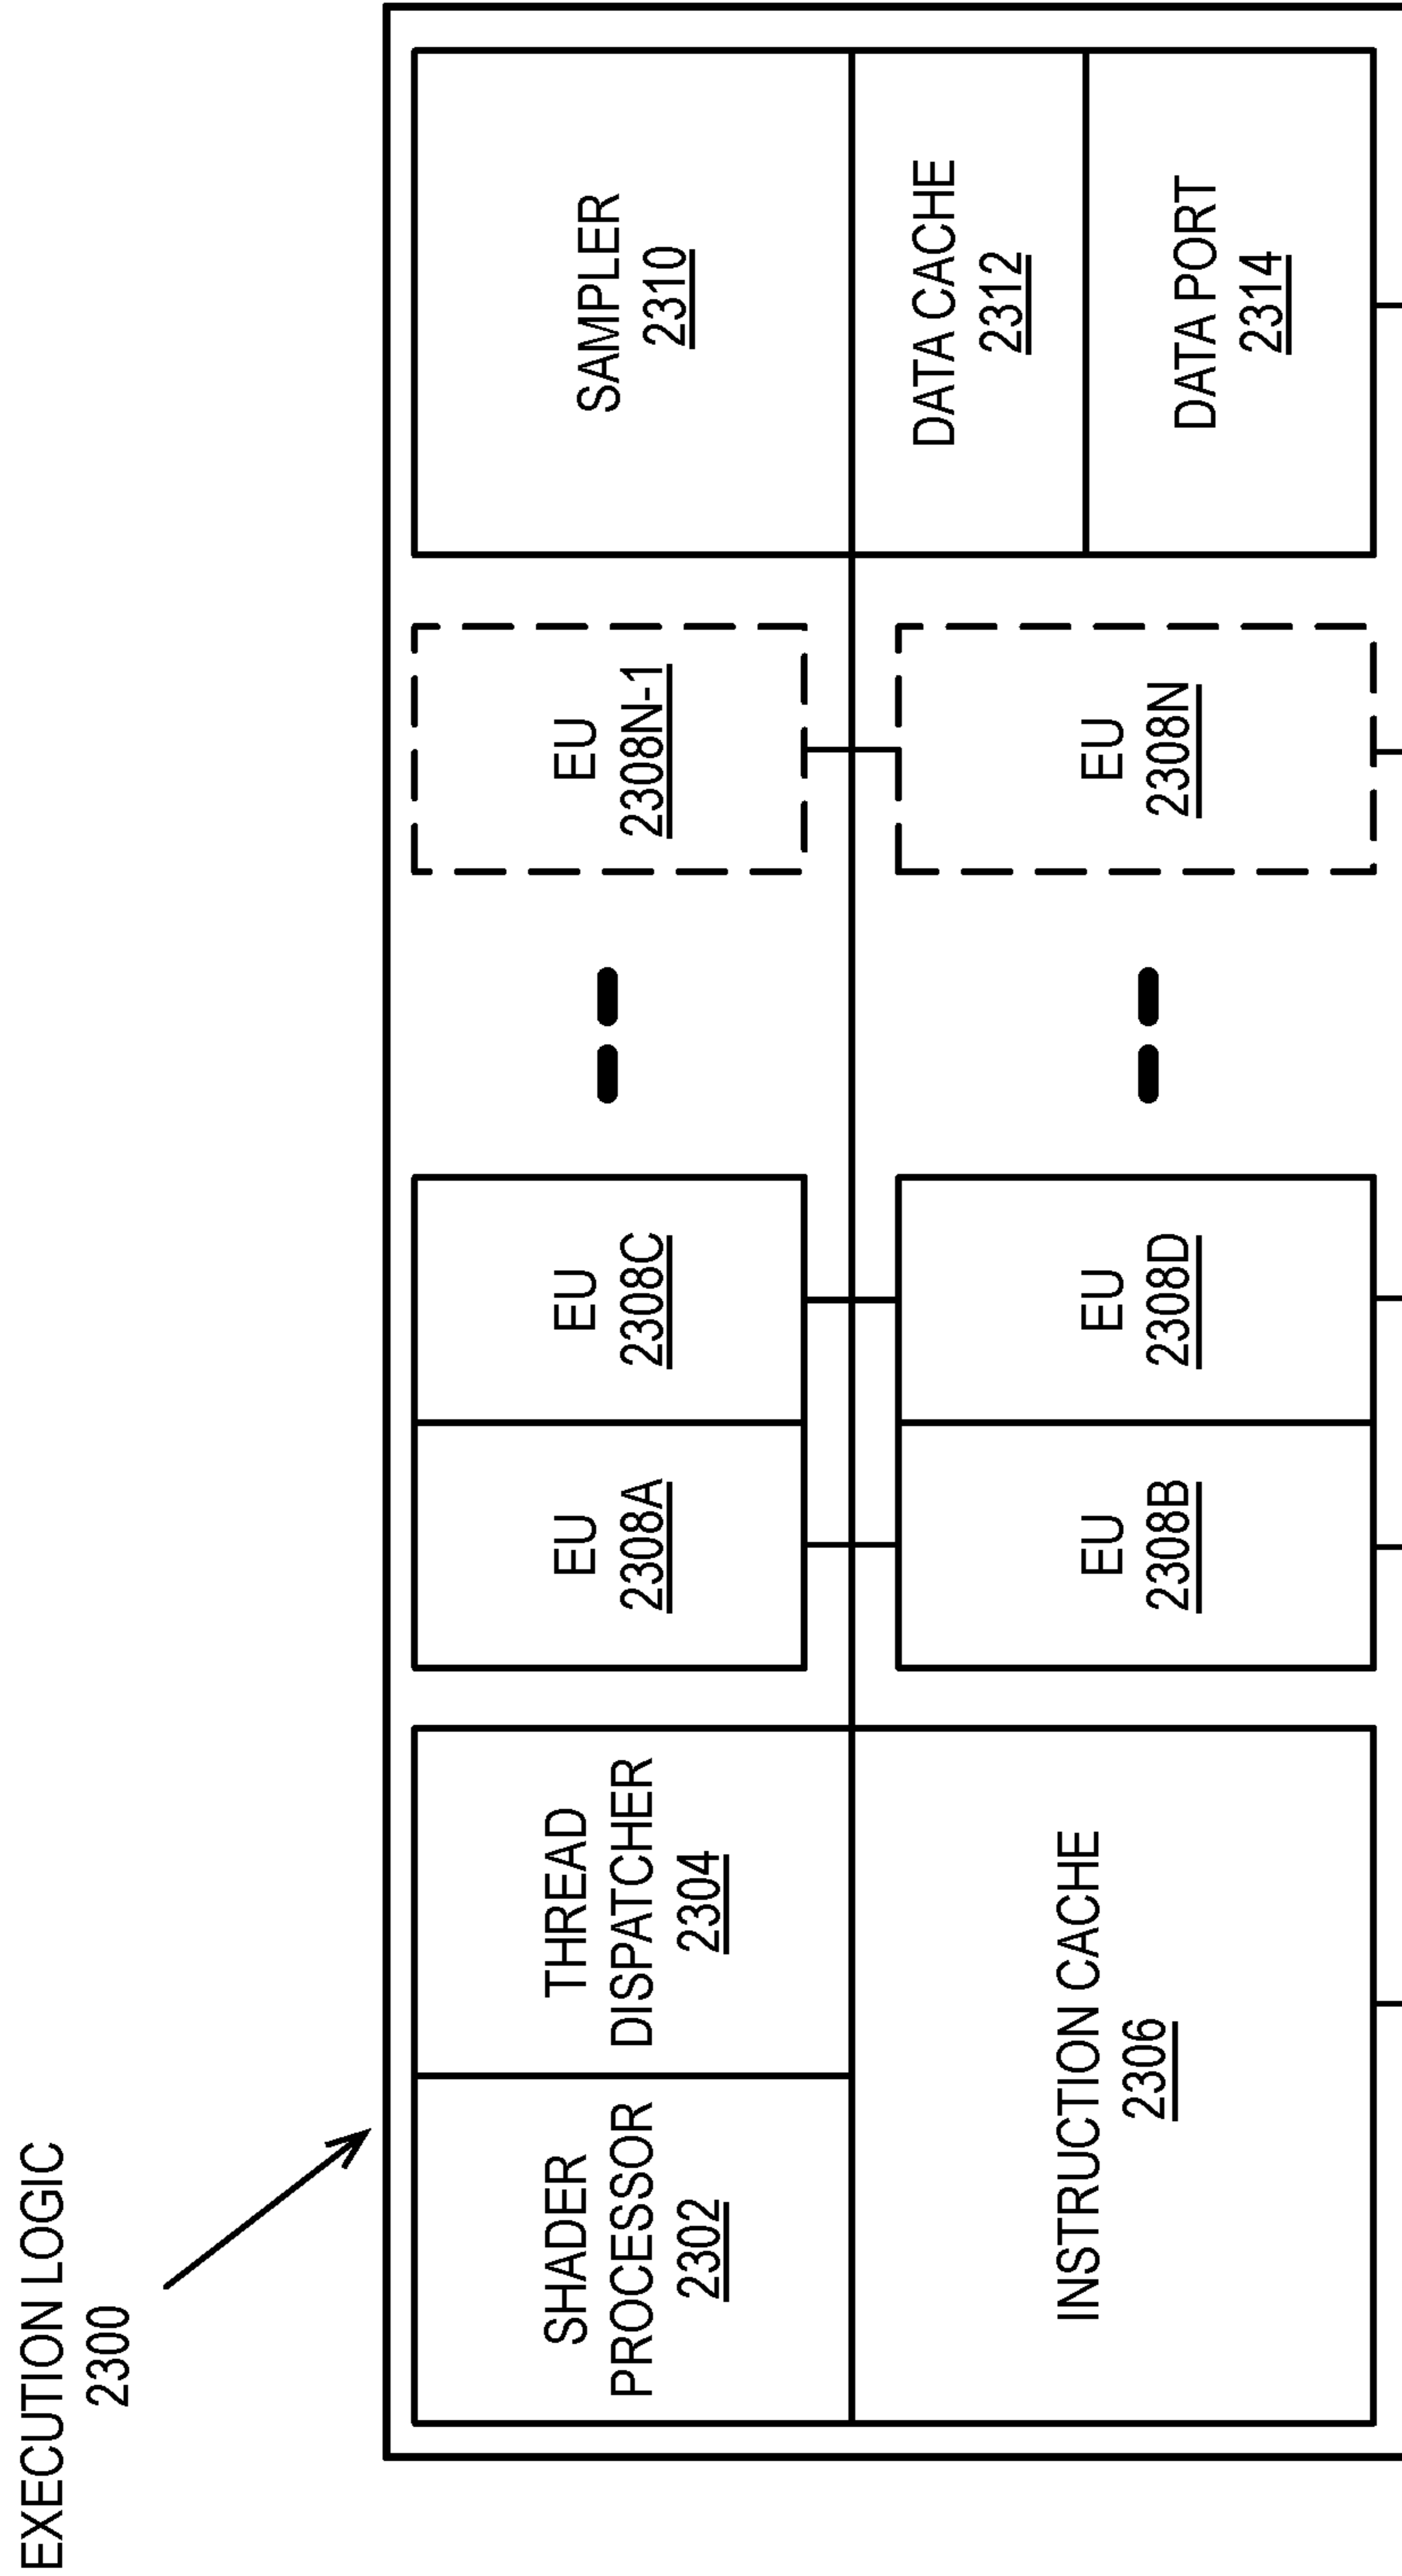 EXECUTION LOGIC
2300
SHADER
PROCESSOR
2302
THREAD
DISPATCHER
2304
INSTRUCTION CACHE
2306
EU
2308A
EU
2308C
EU
2308B
EU
2308D
EU
2308N-1
EU
2308N
SAMPLER
2310
DATA CACHE
2312
DATA PORT
2314